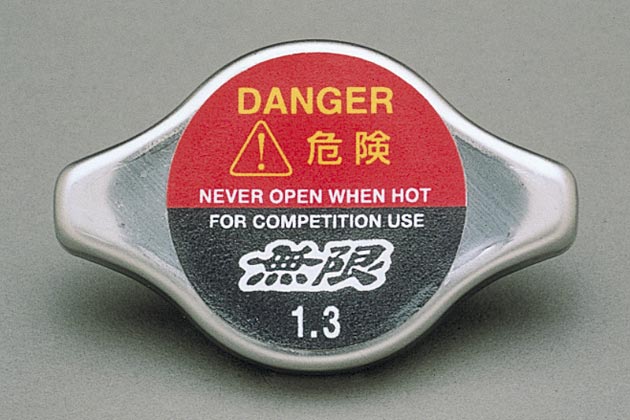 DANGER
危険
NEVER OPEN WHEN HOT
FOR COMPETITION USE
無限
1.3